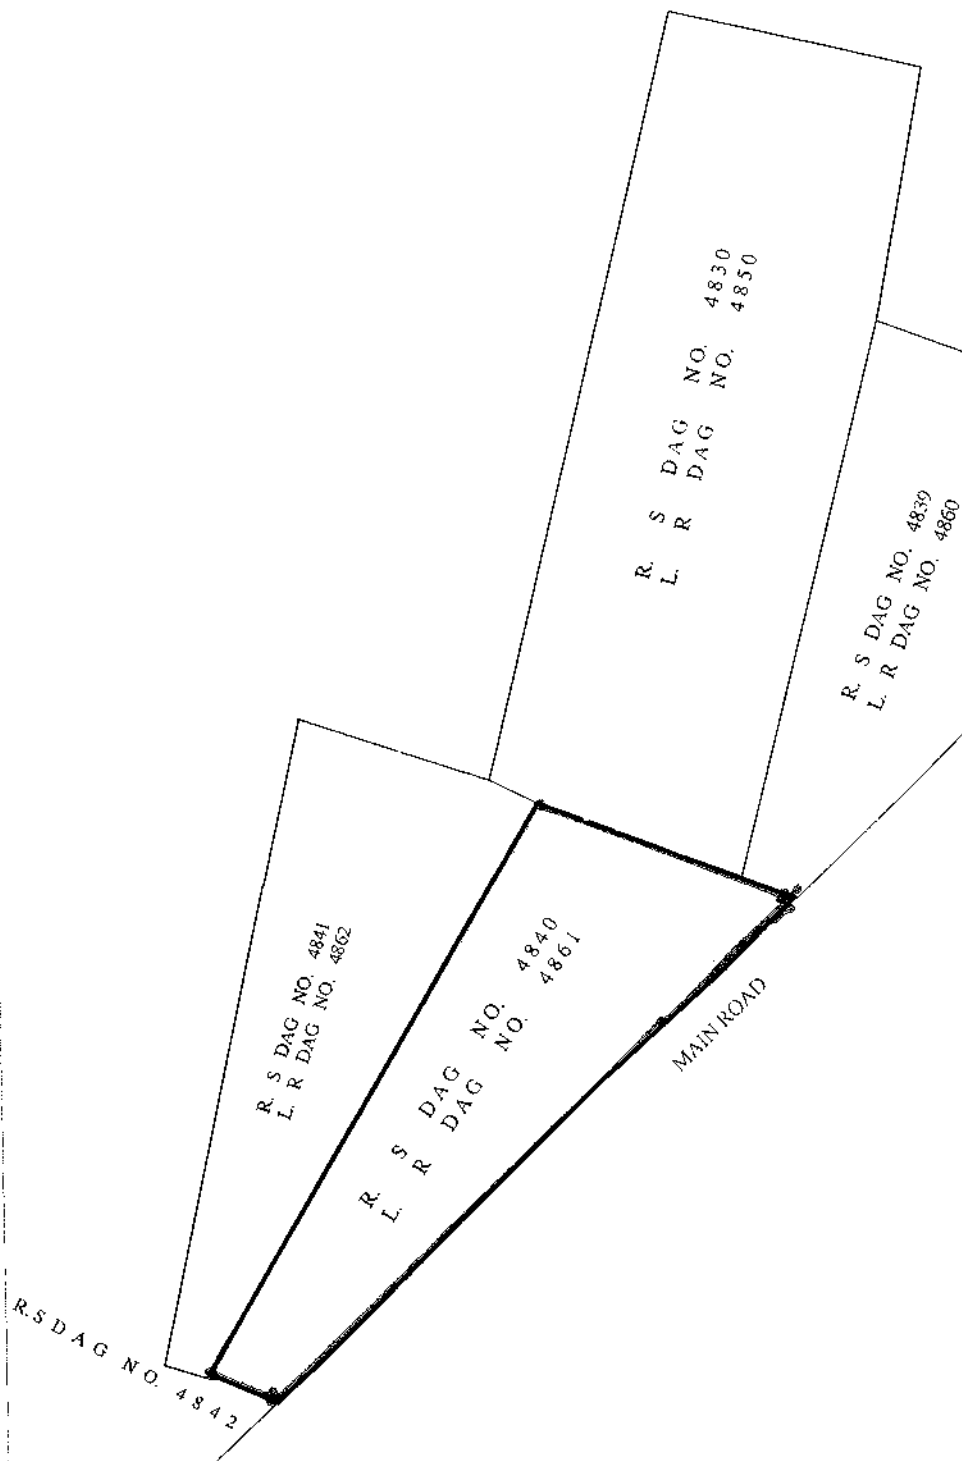 R. S DAG NO. 4830
L. R DAG NO. 4850
R. S DAG NO. 4839
L. R DAG NO. 4860
R. S DAG NO. 4841
L. R DAG NO. 4862
R. S DAG NO. 4840
L. R DAG NO. 4861
MAIN ROAD
R.S DAG NO. 4842